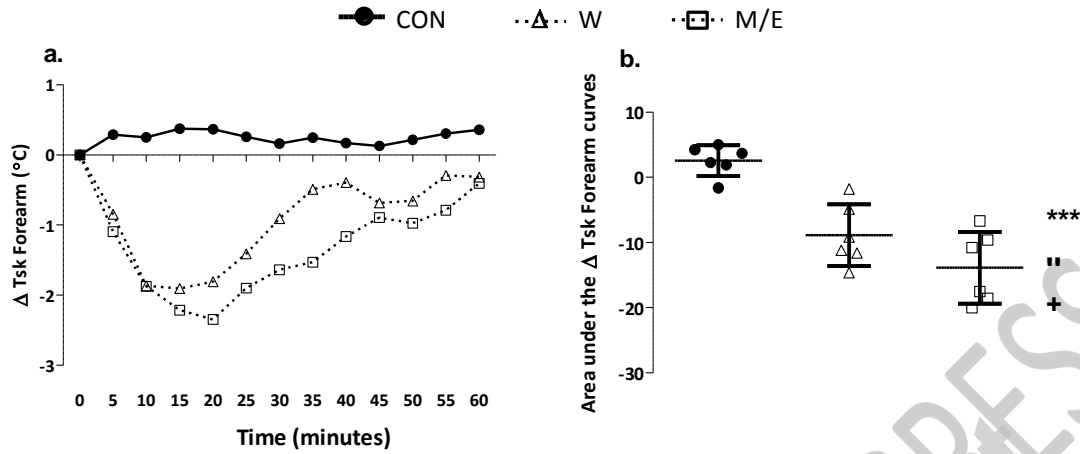 CON W M/E
a.
Δ Tsk Forearm (°C)
1
0
-1
-2
-3
0 5 10 15 20 25 30 35 40 45 50 55 60
Time (minutes)
b.
Area under the Δ Tsk Forearm curves
10
0
-10
-20
-30
***
"
+